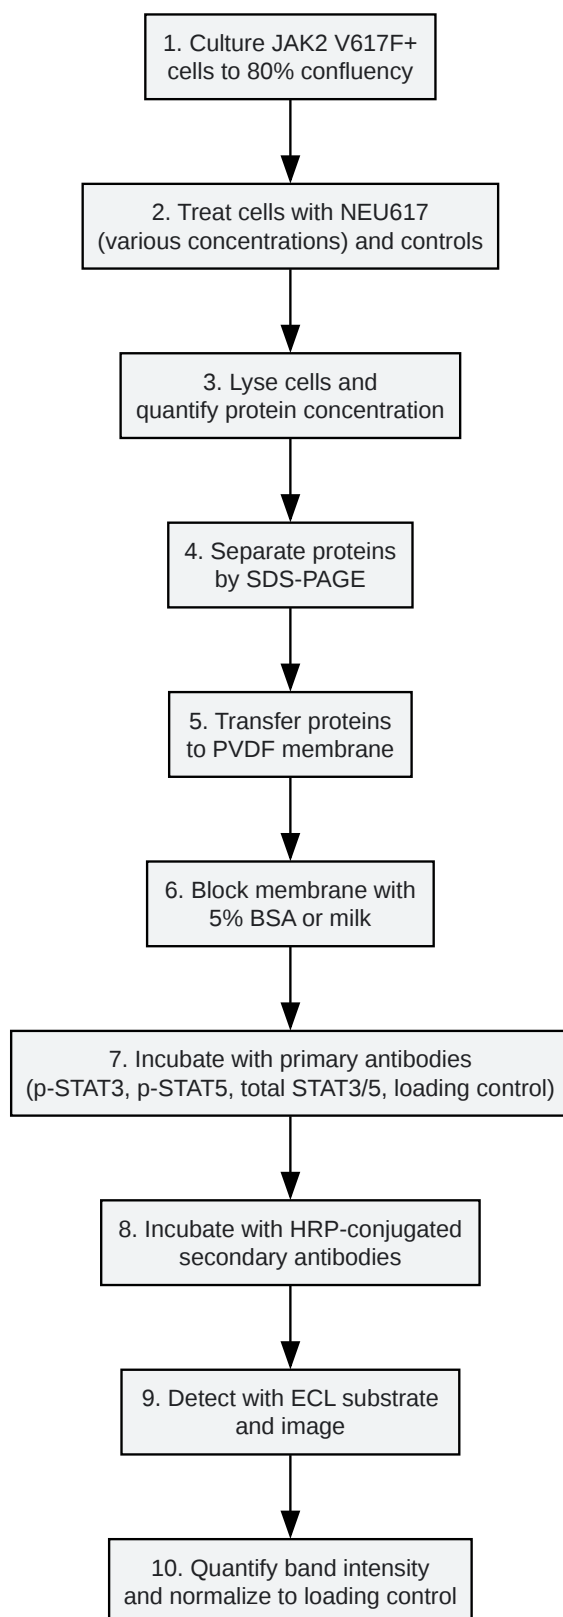 1. Culture JAK2 V617F+
cells to 80% confluency
2. Treat cells with NEU617
(various concentrations) and controls
3. Lyse cells and
quantify protein concentration
4. Separate proteins
by SDS-PAGE
5. Transfer proteins
to PVDF membrane
6. Block membrane with
5% BSA or milk
7. Incubate with primary antibodies
(p-STAT3, p-STAT5, total STAT3/5, loading control)
8. Incubate with HRP-conjugated
secondary antibodies
9. Detect with ECL substrate
and image
10. Quantify band intensity
and normalize to loading control